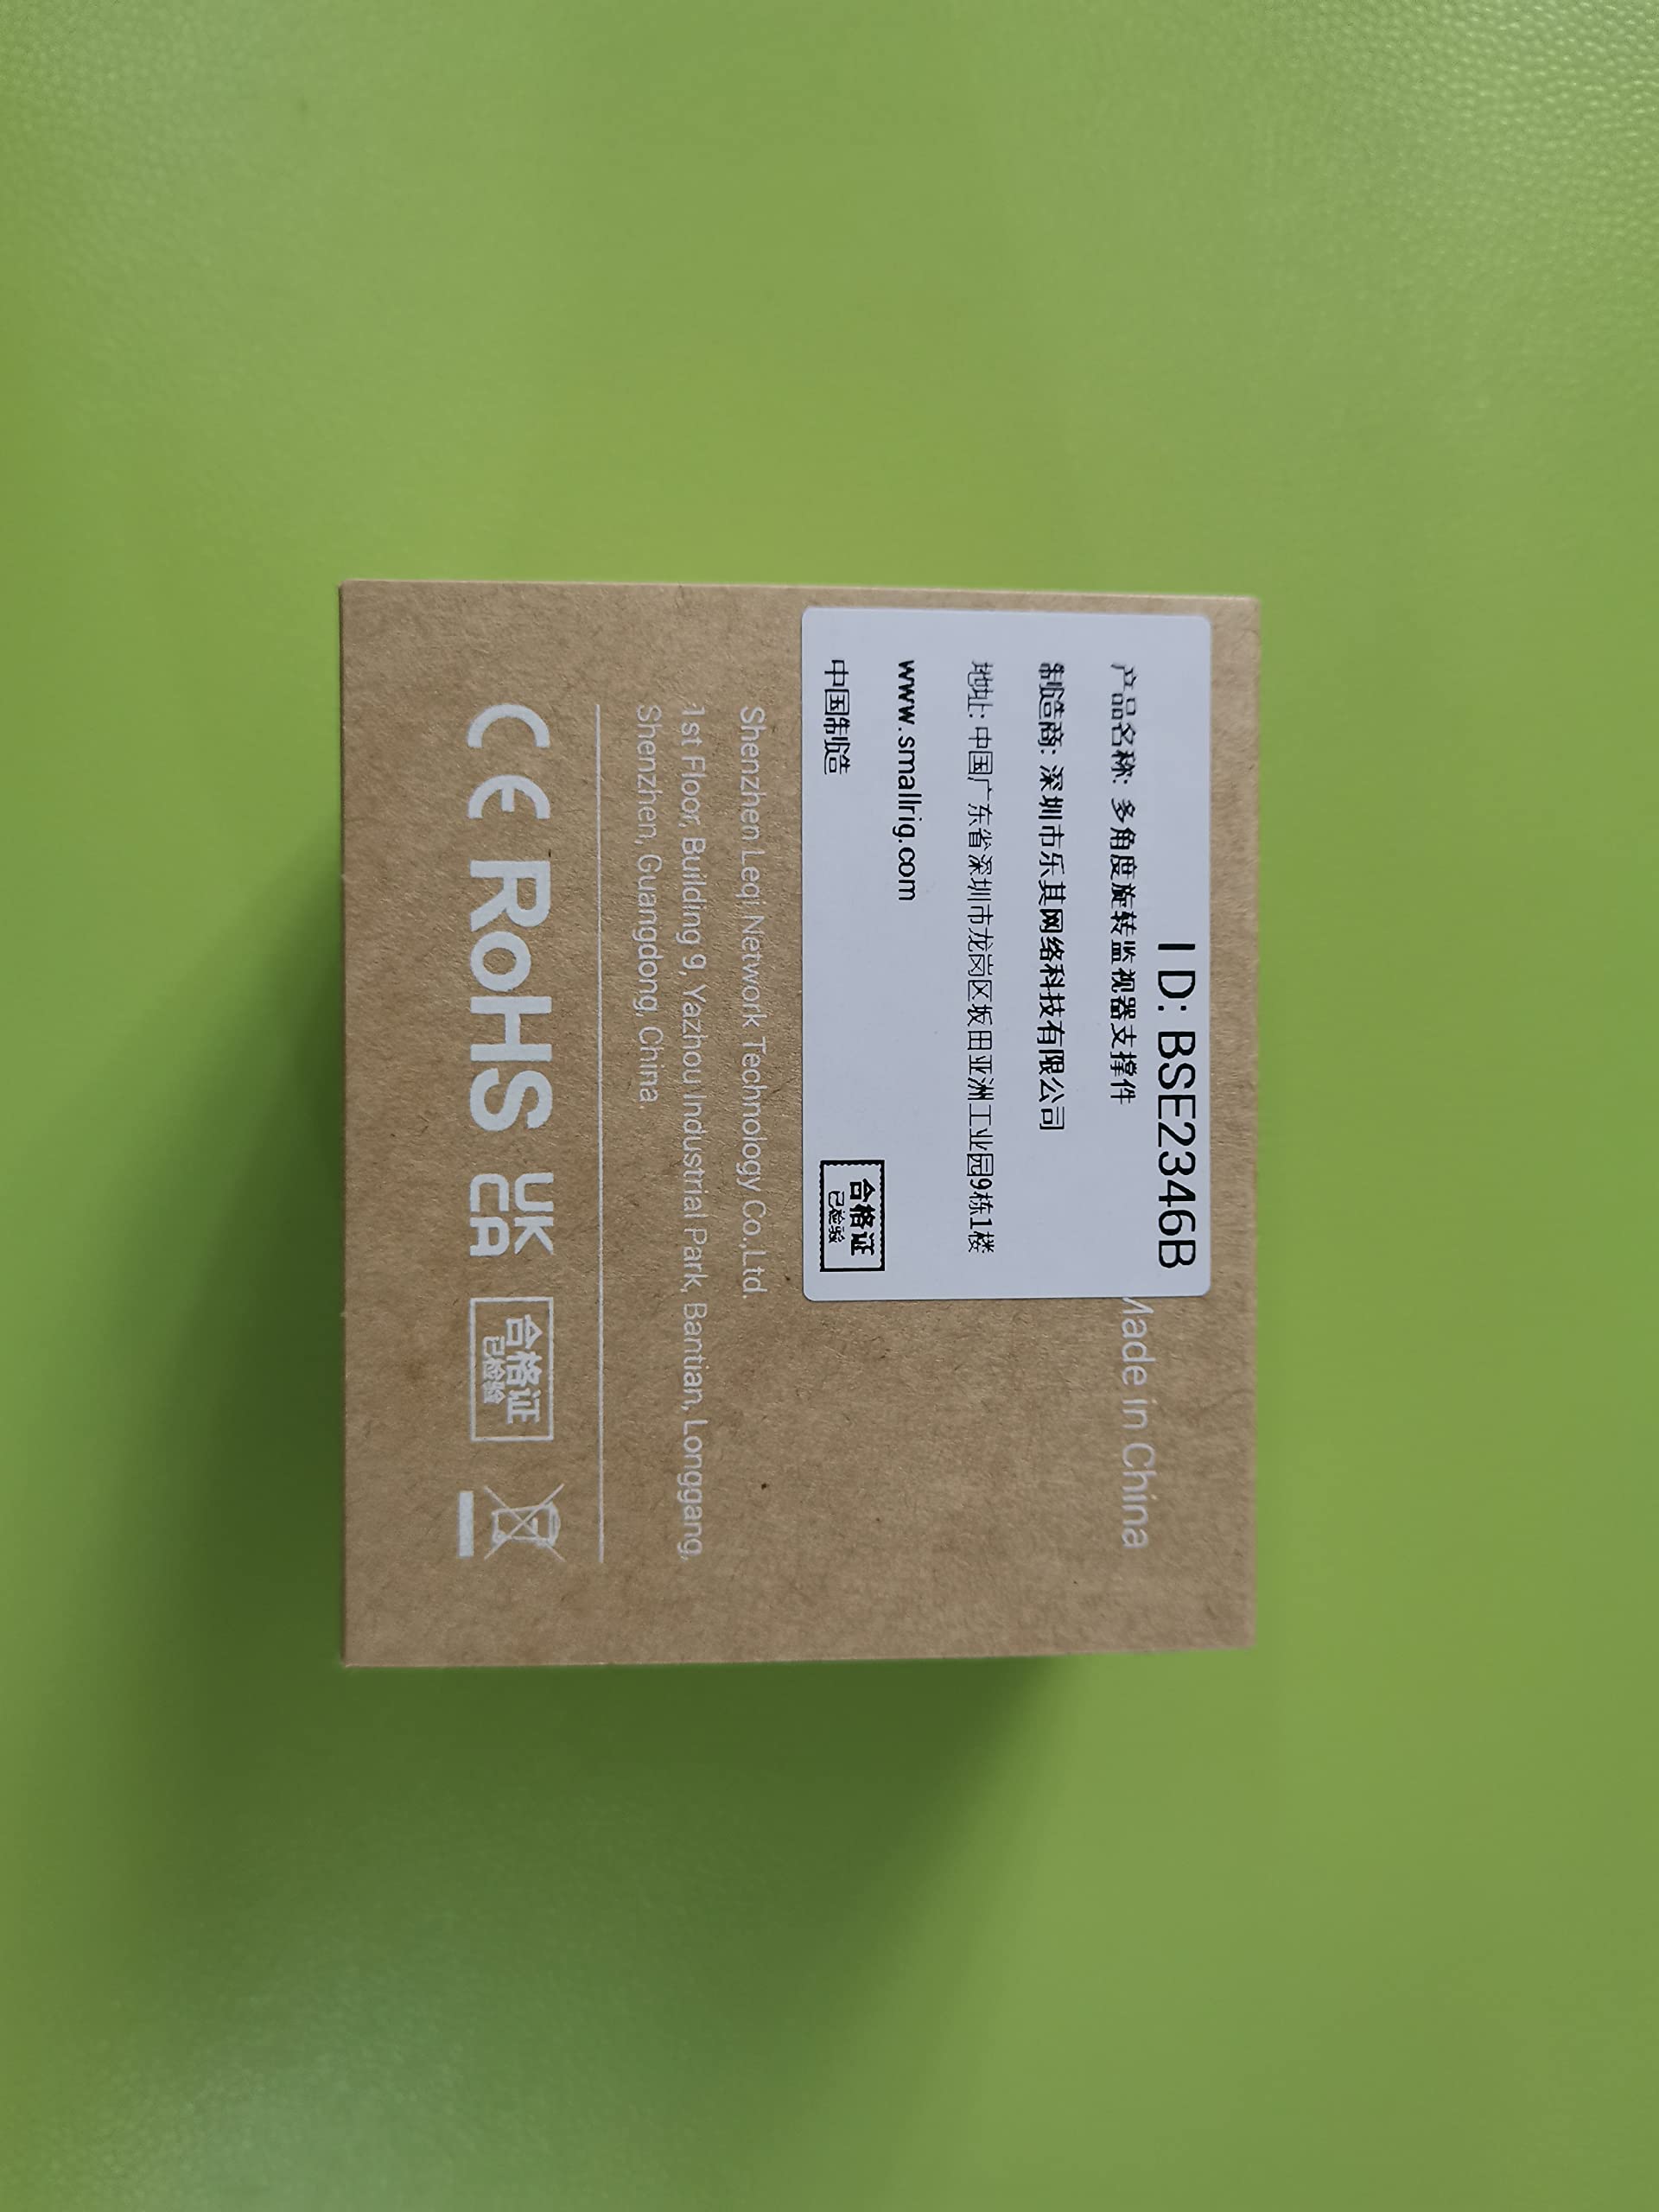 ID: BSE2346B
产品名称: 多角度旋转监视器支撑件
制造商: 深圳市乐其网络科技有限公司
地址: 中国广东省深圳市龙岗区坂田亚洲工业园9栋1楼
www.smallrig.com
中国制造
合格证
已检验
Made in China
Shenzhen Leqi Network Technology Co.,Ltd.
1st Floor, Building 9, Yazhou Industrial Park, Bantian, Longgang,
Shenzhen, Guangdong, China.
CE RoHS UK
CA
合格证
已检验